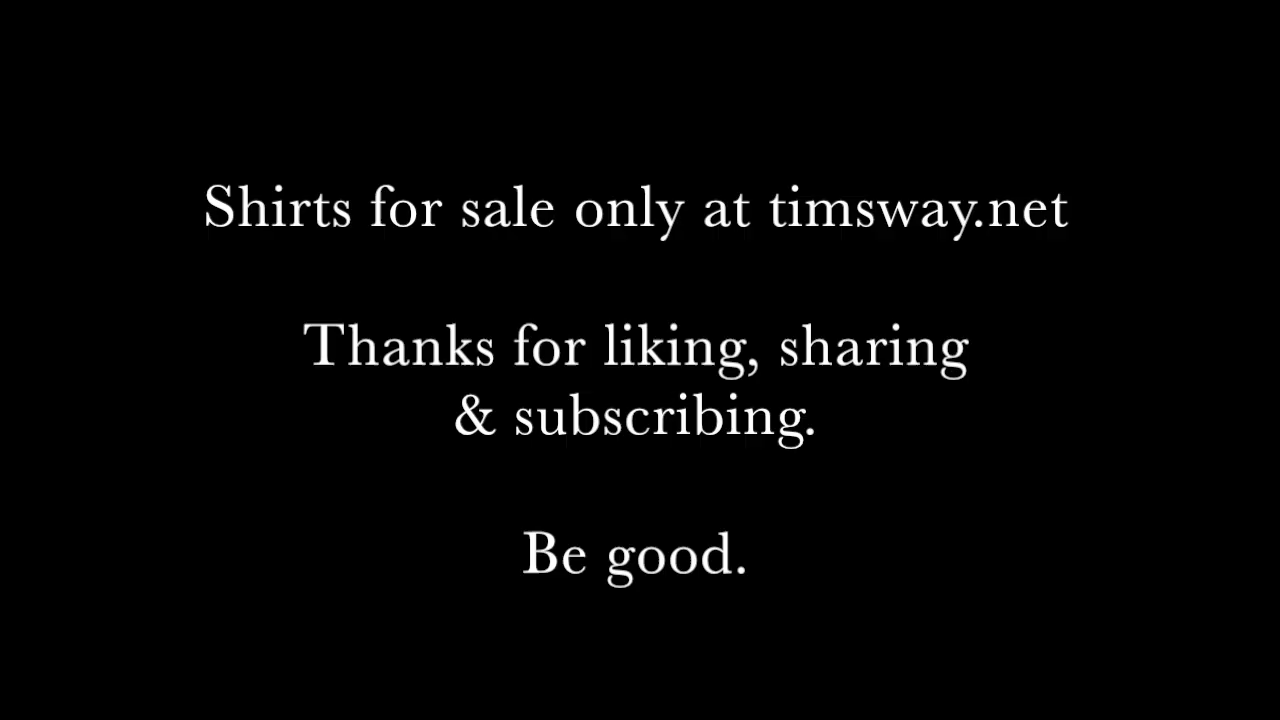 Shirts for sale only at timsway.net
Thanks for liking, sharing
& subscribing.
Be good.